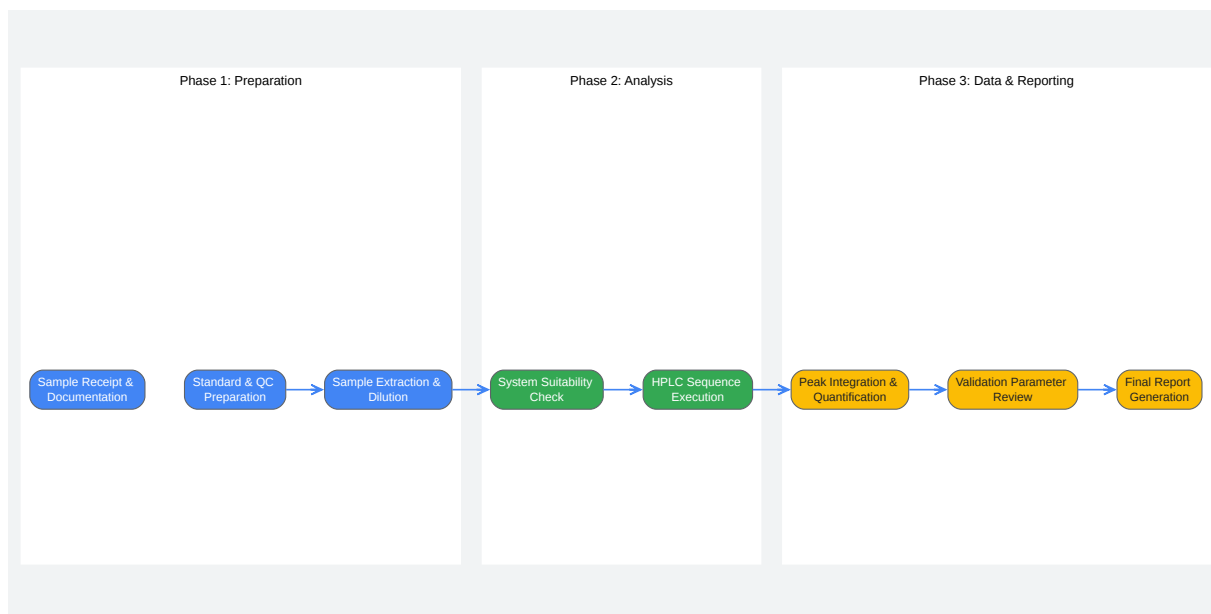 Phase 1: Preparation
Phase 2: Analysis
Phase 3: Data & Reporting
Sample Receipt &
Documentation
Standard & QC
Preparation
Sample Extraction &
Dilution
System Suitability
Check
HPLC Sequence
Execution
Peak Integration &
Quantification
Validation Parameter
Review
Final Report
Generation